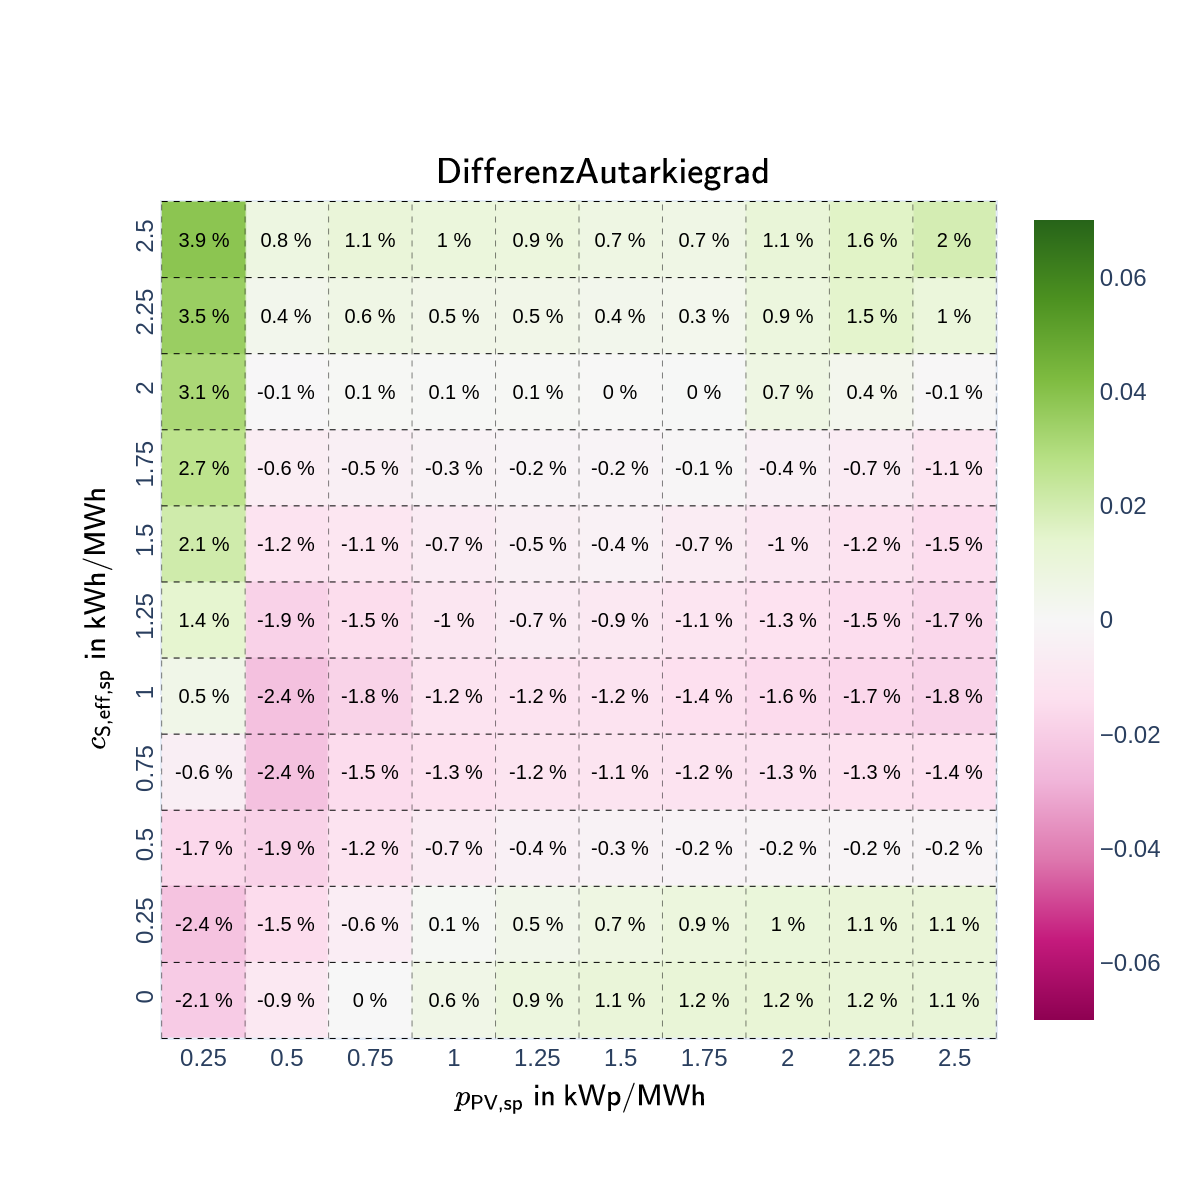 DifferenzAutarkiegrad
2.5 3.9 % 0.8 % 1.1 % 1 % 0.9 % 0.7 % 0.7 % 1.1 % 1.6 % 2 %
2.25 3.5 % 0.4 % 0.6 % 0.5 % 0.5 % 0.4 % 0.3 % 0.9 % 1.5 % 1 %
2 3.1 % -0.1 % 0.1 % 0.1 % 0.1 % 0 % 0 % 0.7 % 0.4 % -0.1 %
1.75 2.7 % -0.6 % -0.5 % -0.3 % -0.2 % -0.2 % -0.1 % -0.4 % -0.7 % -1.1 %
1.5 2.1 % -1.2 % -1.1 % -0.7 % -0.5 % -0.4 % -0.7 % -1 % -1.2 % -1.5 %
1.25 1.4 % -1.9 % -1.5 % -1 % -0.7 % -0.9 % -1.1 % -1.3 % -1.5 % -1.7 %
1 0.5 % -2.4 % -1.8 % -1.2 % -1.2 % -1.2 % -1.4 % -1.6 % -1.7 % -1.8 %
0.75 -0.6 % -2.4 % -1.5 % -1.3 % -1.2 % -1.1 % -1.2 % -1.3 % -1.3 % -1.4 %
0.5 -1.7 % -1.9 % -1.2 % -0.7 % -0.4 % -0.3 % -0.2 % -0.2 % -0.2 % -0.2 %
0.25 -2.4 % -1.5 % -0.6 % 0.1 % 0.5 % 0.7 % 0.9 % 1 % 1.1 % 1.1 %
0 -2.1 % -0.9 % 0 % 0.6 % 0.9 % 1.1 % 1.2 % 1.2 % 1.2 % 1.1 %
0.25 0.5 0.75 1 1.25 1.5 1.75 2 2.25 2.5
p PV,sp in kWp/MWh
c S,eff,sp in kWh/MWh
0.06
0.04
0.02
0
−0.02
−0.04
−0.06